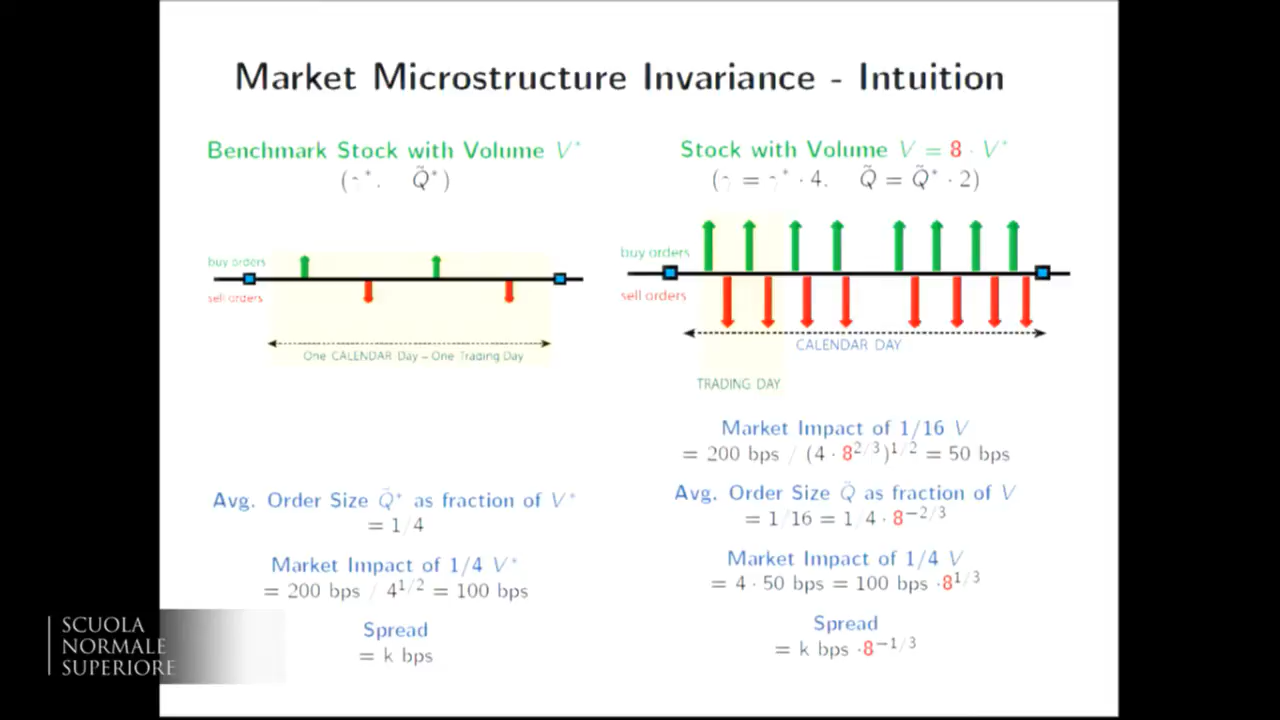 Market Microstructure Invariance - Intuition
Benchmark Stock with Volume V*
(γ*, Q̃*)
buy orders
sell orders
One CALENDAR Day – One Trading Day
Avg. Order Size Q̃* as fraction of V*
= 1/4
Market Impact of 1/4 V*
= 200 bps / 4^1/2 = 100 bps
Spread
= k bps
Stock with Volume V = 8 · V*
(γ = γ* · 4, Q̃ = Q̃* · 2)
buy orders
sell orders
CALENDAR DAY
TRADING DAY
Market Impact of 1/16 V
= 200 bps / (4 · 8^2/3)^1/2 = 50 bps
Avg. Order Size Q̃ as fraction of V
= 1/16 = 1/4 · 8^−2/3
Market Impact of 1/4 V
= 4 · 50 bps = 100 bps ·8^1/3
Spread
= k bps ·8^−1/3
SCUOLA
NORMALE
SUPERIORE